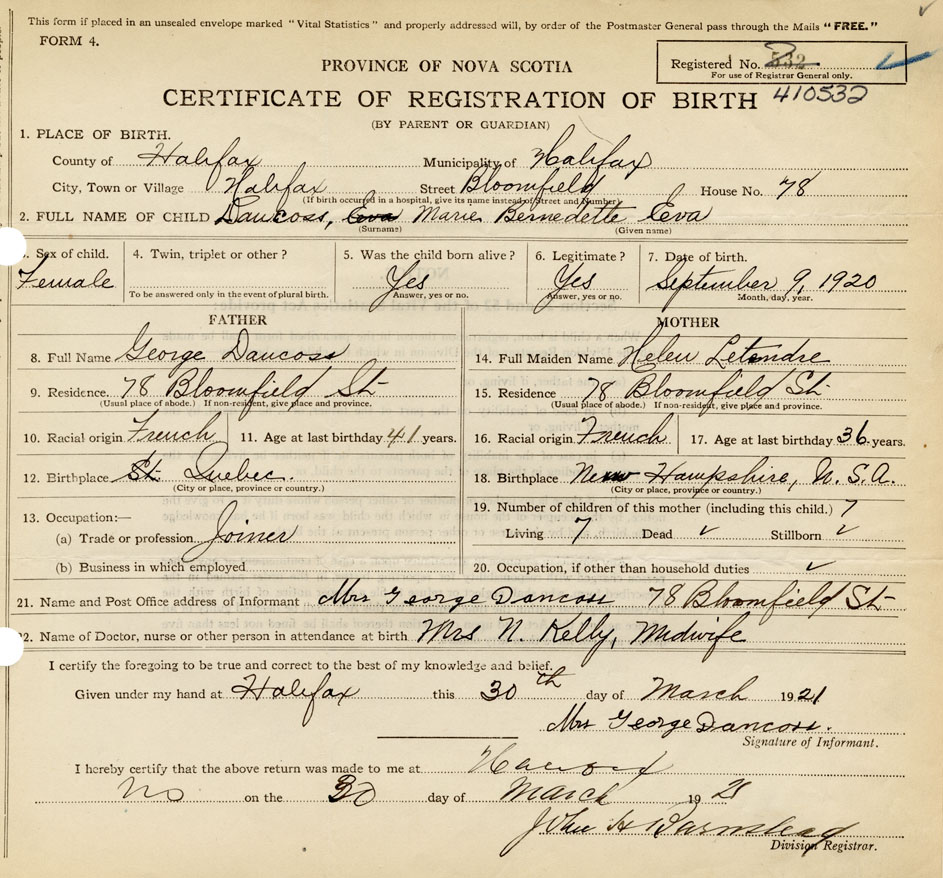 This form if placed in an unsealed envelope marked "Vital Statistics" and properly addressed will, by order of the Postmaster General pass through the Mails "FREE."
FORM 4.
Registered No. 532
For use of Registrar General only.
410532
PROVINCE OF NOVA SCOTIA
CERTIFICATE OF REGISTRATION OF BIRTH
(BY PARENT OR GUARDIAN)
1. PLACE OF BIRTH.
County of Halifax Municipality of Halifax
City, Town or Village Halifax Street Bloomfield House No. 78
(If birth occurred in a hospital, give its name instead of Street and Number)
2. FULL NAME OF CHILD Dancoss, Eva Marie Bernedette Eva
(Surname) (Given name)
3. Sex of child. Female
4. Twin, triplet or other ?
To be answered only in the event of plural birth.
5. Was the child born alive ? Yes
Answer, yes or no.
6. Legitimate ? Yes
Answer, yes or no.
7. Date of birth. September 9, 1920
Month, day, year.
FATHER
8. Full Name George Dancoss
9. Residence 78 Bloomfield St
(Usual place of abode.) If non-resident, give place and province.
10. Racial origin French 11. Age at last birthday 41 years.
12. Birthplace St. Quebec.
(City or place, province or country.)
13. Occupation:—
(a) Trade or profession Joiner
(b) Business in which employed
MOTHER
14. Full Maiden Name Helen Letendre
15. Residence 78 Bloomfield St
(Usual place of abode.) If non-resident, give place and province.
16. Racial origin French 17. Age at last birthday 36 years.
18. Birthplace New Hampshire, U.S.A.
(City or place, province or country.)
19. Number of children of this mother (including this child.) 7
Living 7 Dead ✓ Stillborn ✓
20. Occupation, if other than household duties ✓
21. Name and Post Office address of Informant Mrs George Dancoss 78 Bloomfield St
22. Name of Doctor, nurse or other person in attendance at birth Mrs N. Kelly, Midwife
I certify the foregoing to be true and correct to the best of my knowledge and belief.
Given under my hand at Halifax this 30th day of March 1921
Mrs George Dancoss.
Signature of Informant.
I hereby certify that the above return was made to me at Halifax
No on the 30 day of March 1921
John H Barnstead
Division Registrar.